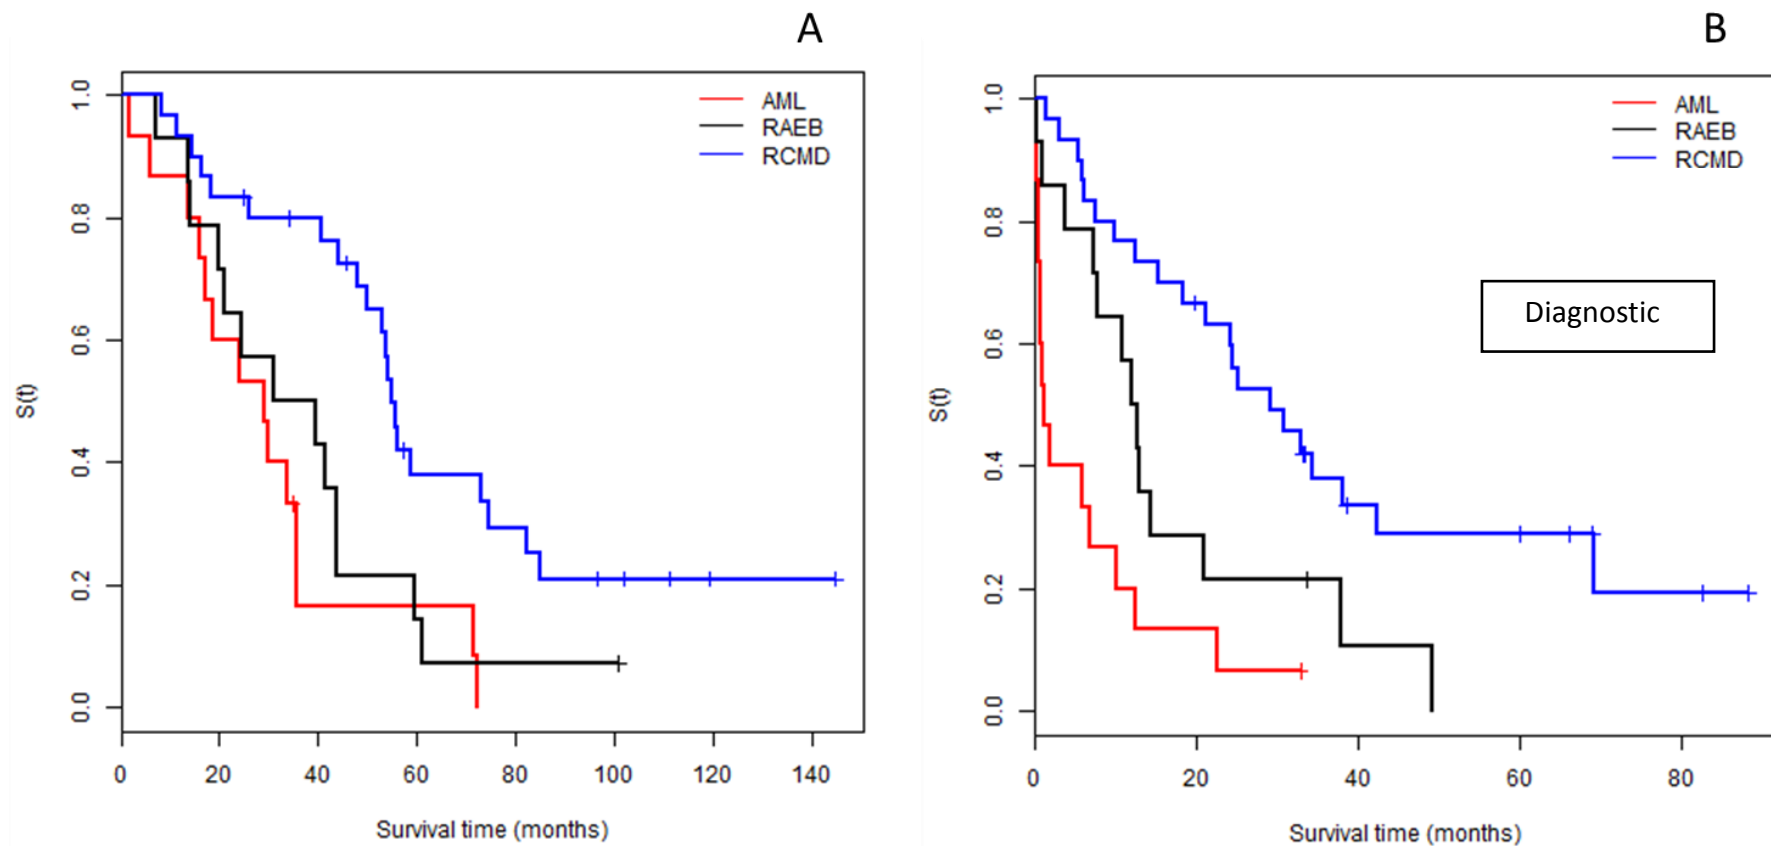 A
1.0
0.8
0.6
0.4
0.2
0.0
S(t)
AML
RAEB
RCMD
0 20 40 60 80 100 120 140
Survival time (months)
B
1.0
0.8
0.6
0.4
0.2
0.0
S(t)
AML
RAEB
RCMD
Diagnostic
0 20 40 60 80
Survival time (months)